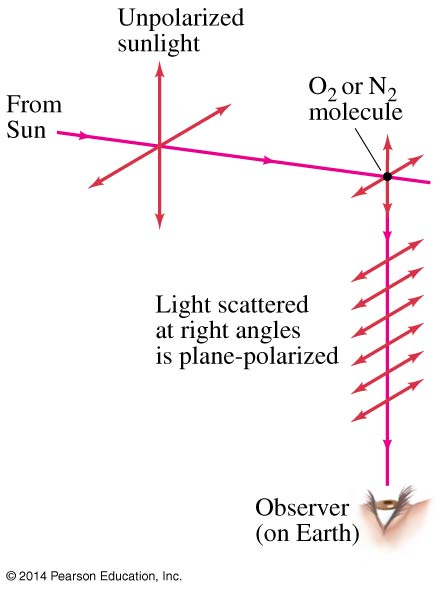 Unpolarized
sunlight
From
Sun
O₂ or N₂
molecule
Light scattered
at right angles
is plane-polarized
Observer
(on Earth)
© 2014 Pearson Education, Inc.